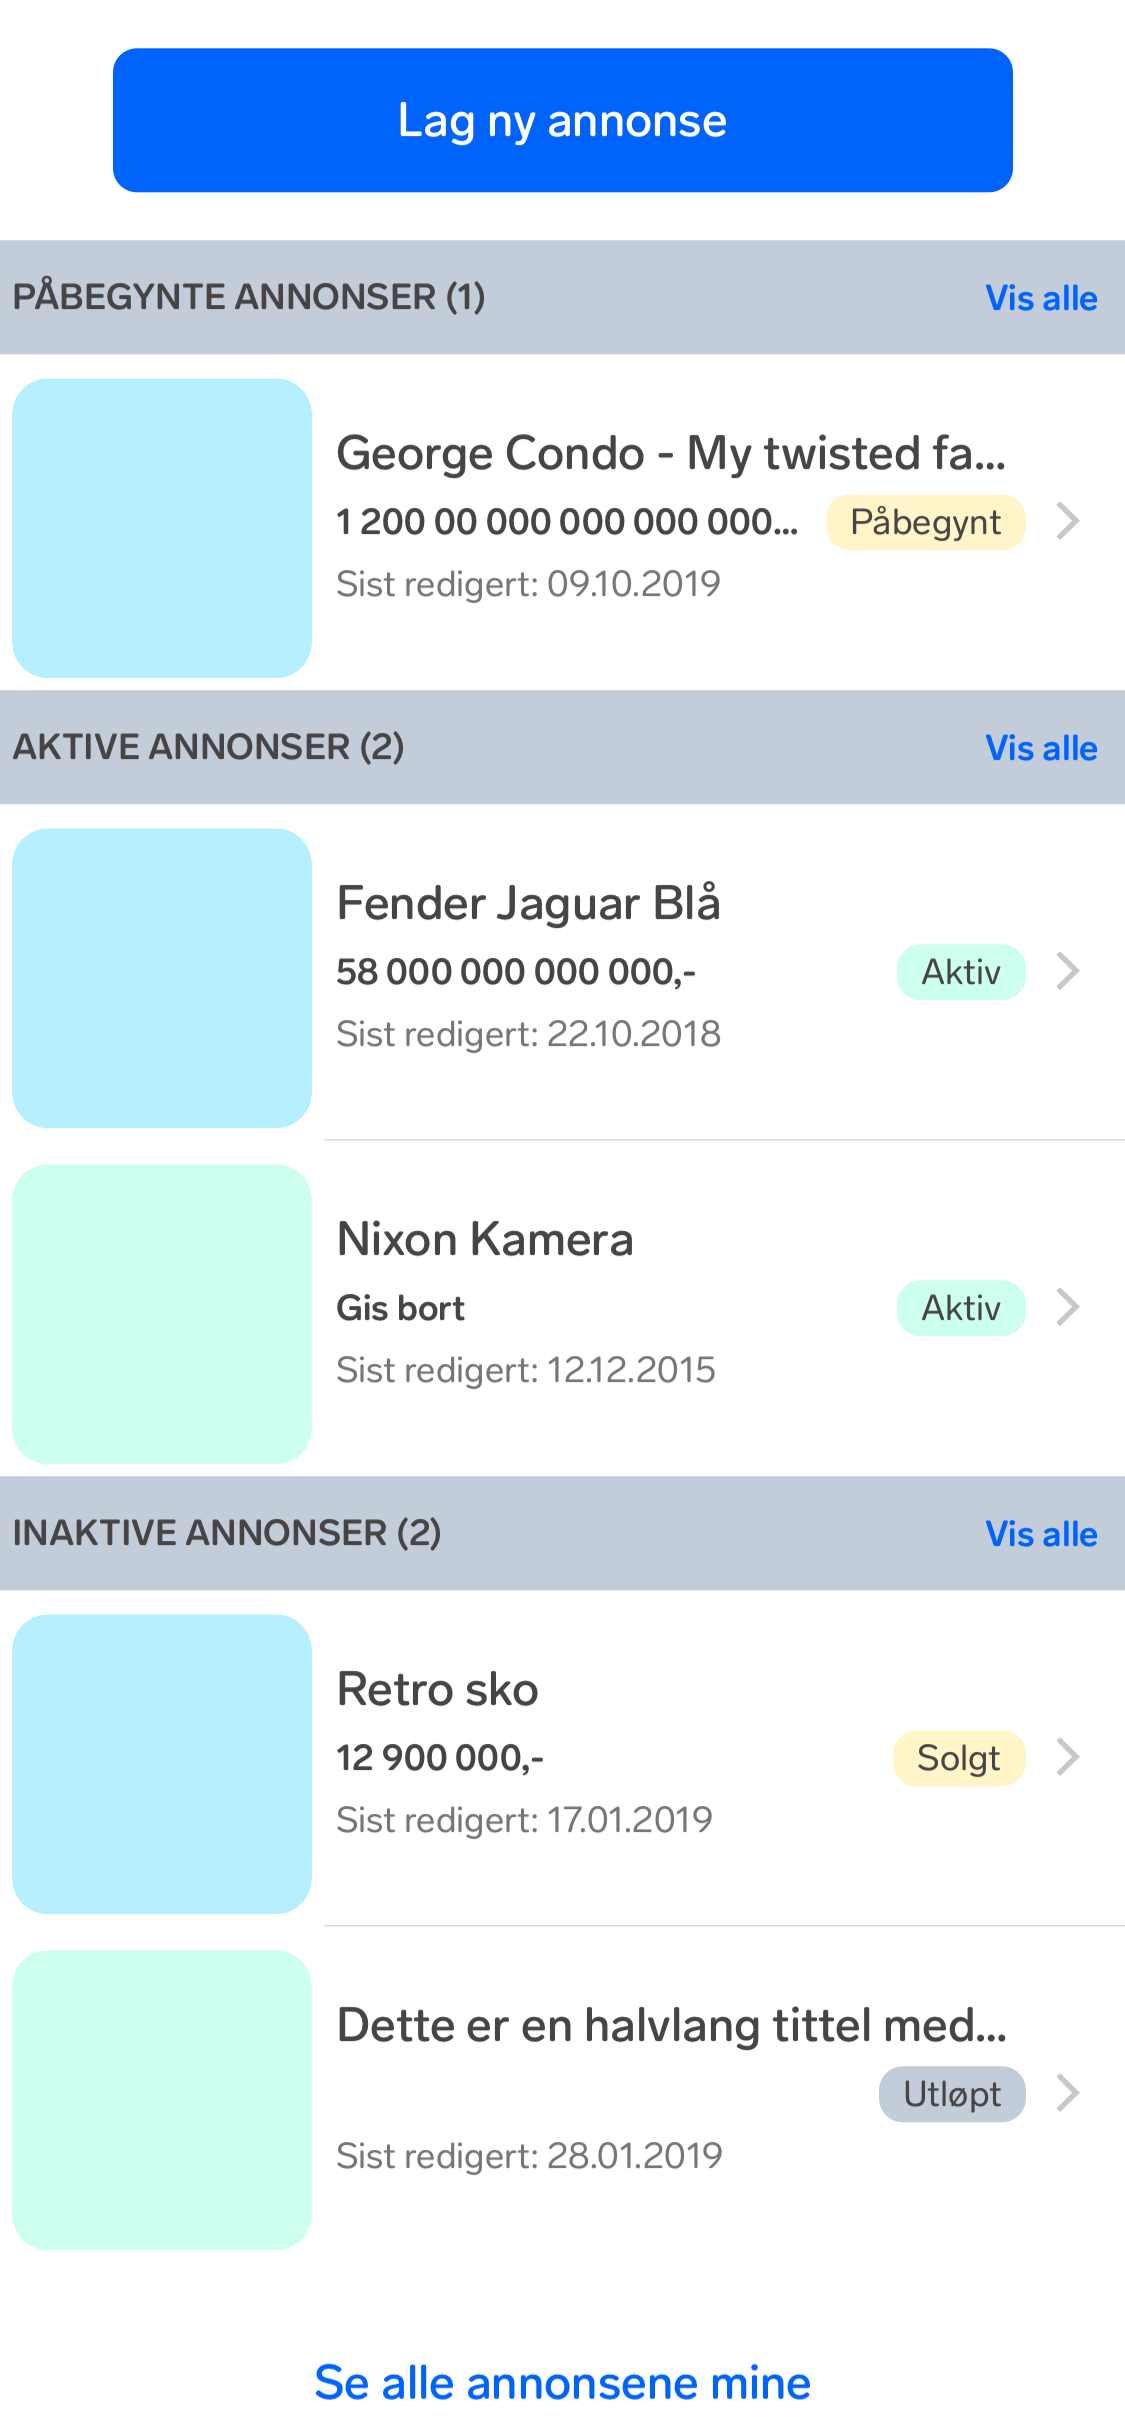 Lag ny annonse
PÅBEGYNTE ANNONSER (1)
Vis alle
George Condo - My twisted fa...
1 200 00 000 000 000 000...
Påbegynt
Sist redigert: 09.10.2019
AKTIVE ANNONSER (2)
Vis alle
Fender Jaguar Blå
58 000 000 000 000,-
Aktiv
Sist redigert: 22.10.2018
Nixon Kamera
Gis bort
Aktiv
Sist redigert: 12.12.2015
INAKTIVE ANNONSER (2)
Vis alle
Retro sko
12 900 000,-
Solgt
Sist redigert: 17.01.2019
Dette er en halvlang tittel med...
Utløpt
Sist redigert: 28.01.2019
Se alle annonsene mine